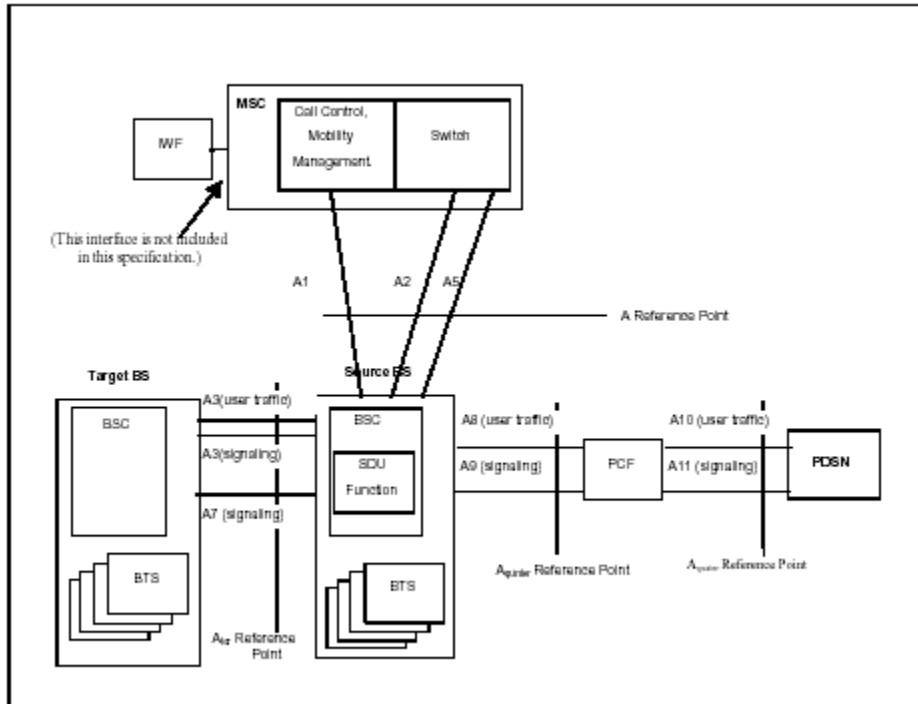 MSC
Call Control,
Mobility
Management
Switch
IWF
(This interface is not included
in this specification.)
A1
A2
A5
A Reference Point
Target BS
Source BS
A3(user traffic)
A3(signaling)
A7 (signaling)
BSC
BSC
SDU
Function
A8 (user traffic)
A9 (signaling)
PCF
A10 (user traffic)
A11 (signaling)
PDSN
BTS
BTS
Reference
Point
Reference Point
Reference Point